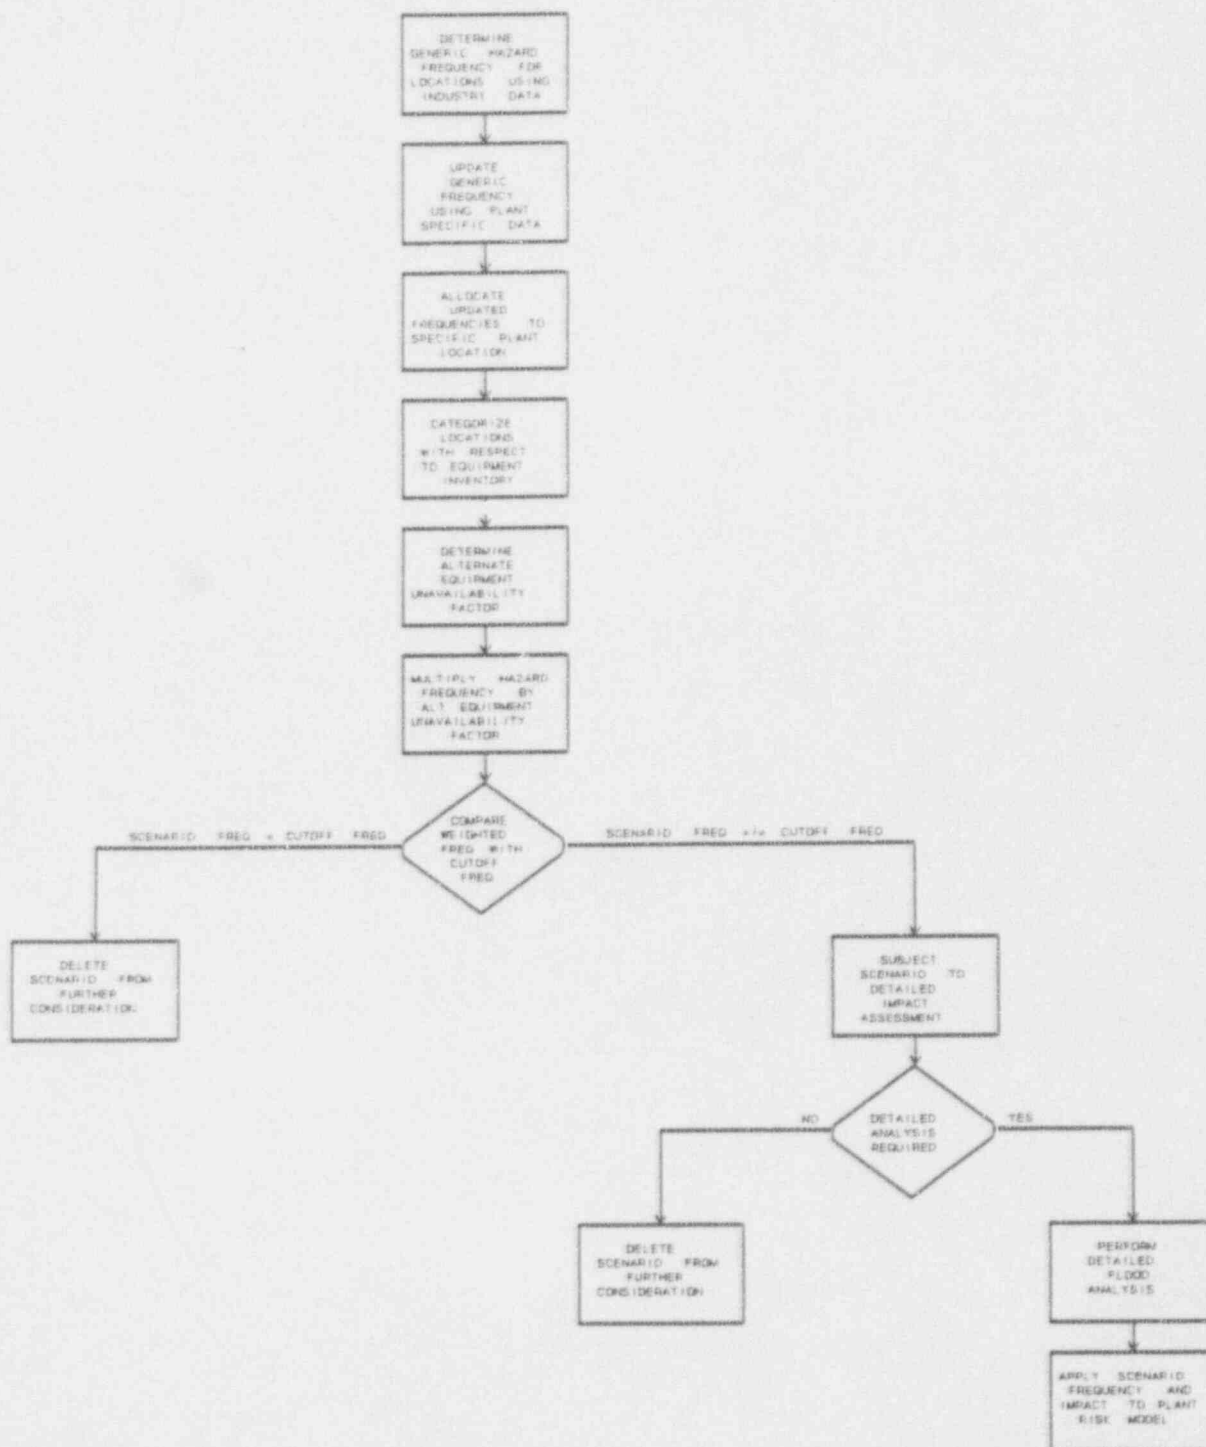 DETERMINE
GENERIC HAZARD
FREQUENCY FOR
LOCATIONS USING
INDUSTRY DATA
UPDATE
GENERIC
FREQUENCY
USING PLANT
SPECIFIC DATA
ALLOCATE
UPDATED
FREQUENCIES TO
SPECIFIC PLANT
LOCATION
CATEGORIZE
LOCATIONS
WITH RESPECT
TO EQUIPMENT
INVENTORY
DETERMINE
ALTERNATE
EQUIPMENT
UNAVAILABILITY
FACTOR
MULTIPLY HAZARD
FREQUENCY BY
ALT EQUIPMENT
UNAVAILABILITY
FACTOR
COMPARE
WEIGHTED
FREQ WITH
CUTOFF
FREQ
SCENARIO FREQ < CUTOFF FREQ
SCENARIO FREQ CUTOFF FREQ
DELETE
SCENARIO FROM
FURTHER
CONSIDERATION
SUBJECT
SCENARIO TO
DETAILED
IMPACT
ASSESSMENT
DETAILED
ANALYSIS
REQUIRED
NO
YES
DELETE
SCENARIO FROM
FURTHER
CONSIDERATION
PERFORM
DETAILED
FLOOD
ANALYSIS
APPLY SCENARIO
FREQUENCY AND
IMPACT TO PLANT
RISK MODEL